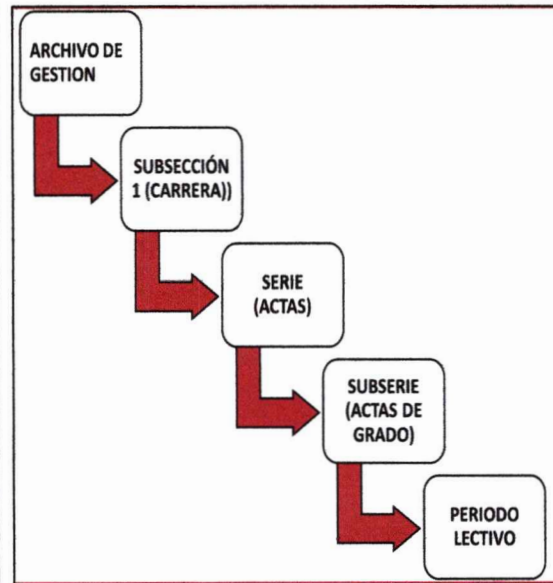 ARCHIVO DE
GESTION
SUBSECCIÓN
1 (CARRERA))
SERIE
(ACTAS)
SUBSERIE
(ACTAS DE
GRADO)
PERIODO
LECTIVO